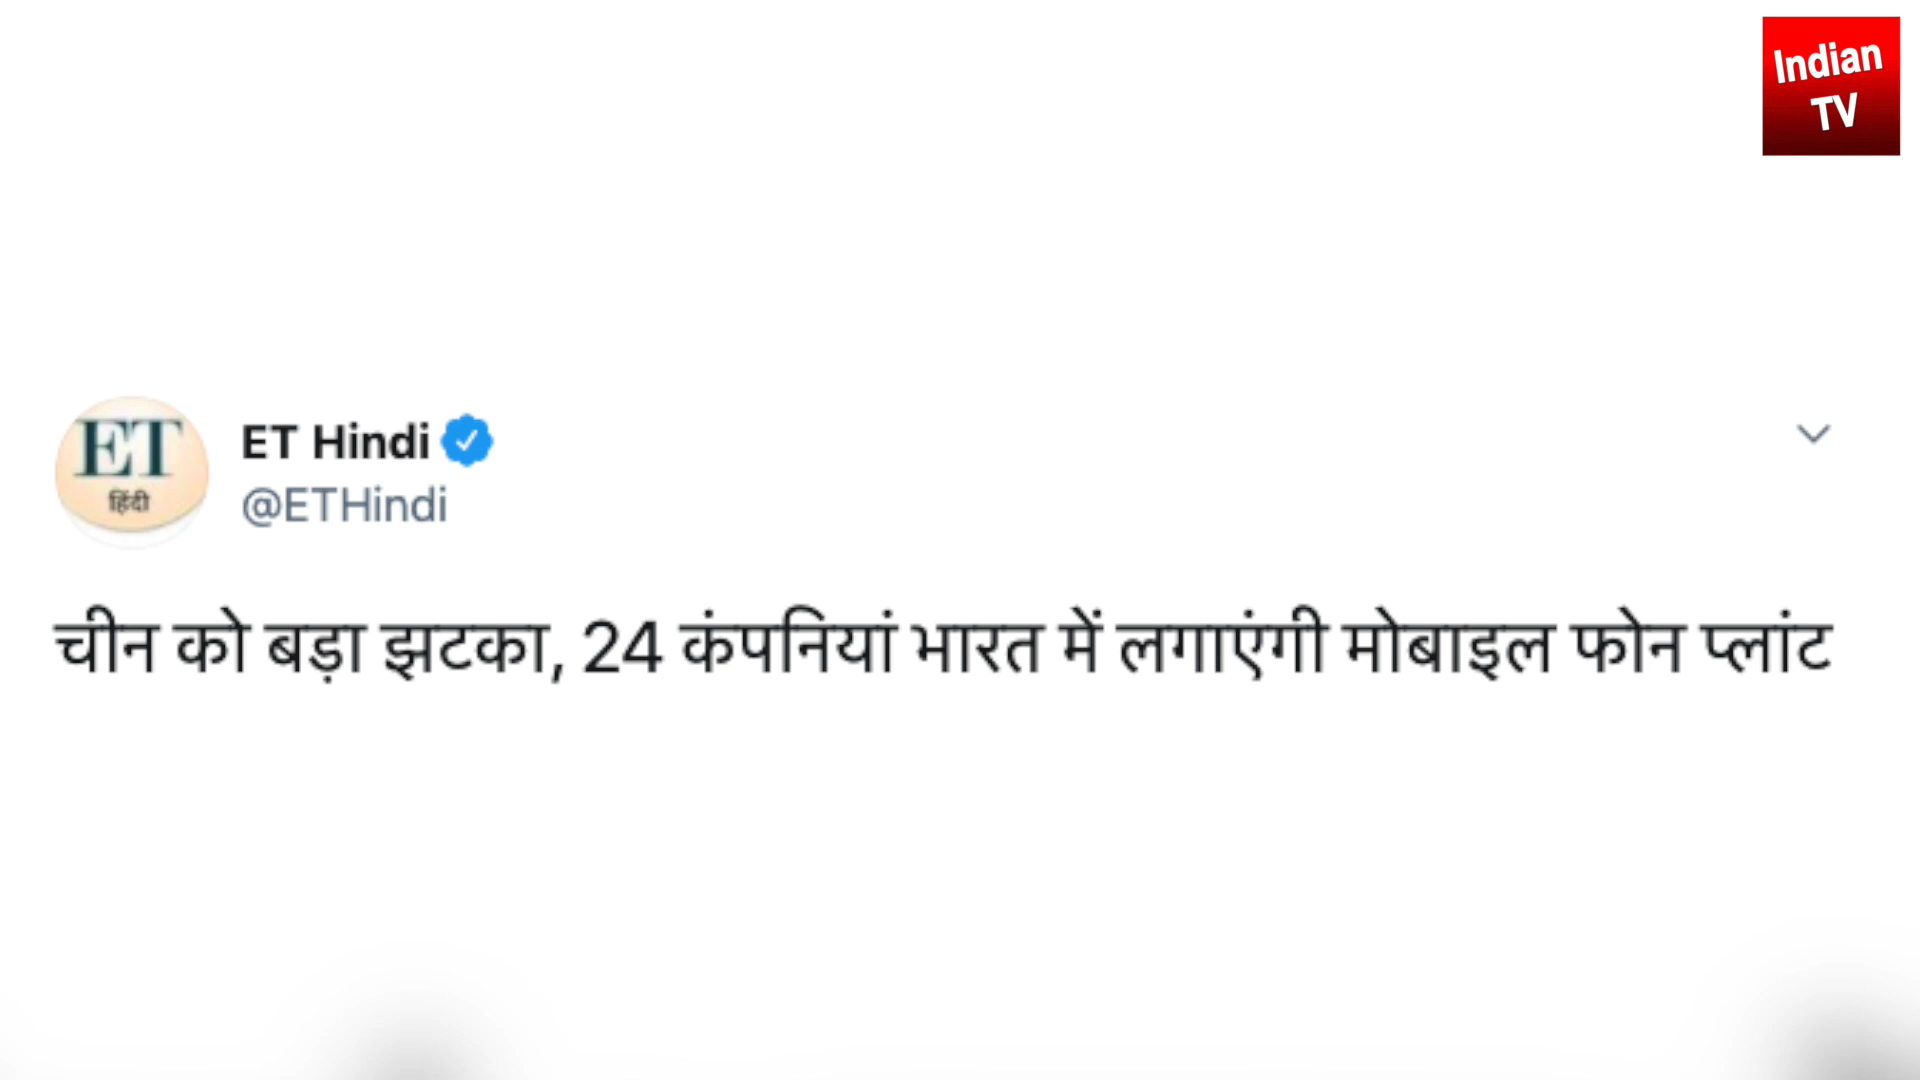 Indian
TV
ET
हिंदी
ET Hindi
@ETHindi
चीन को बड़ा झटका, 24 कंपनियां भारत में लगाएंगी मोबाइल फोन प्लांट